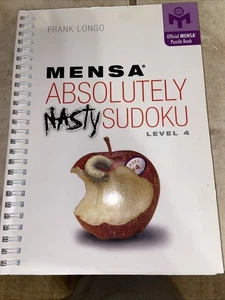 FRANK LONGO
Official MENSA®
Puzzle Book
MENSA®
ABSOLUTELY
NASTY SUDOKU
LEVEL 4